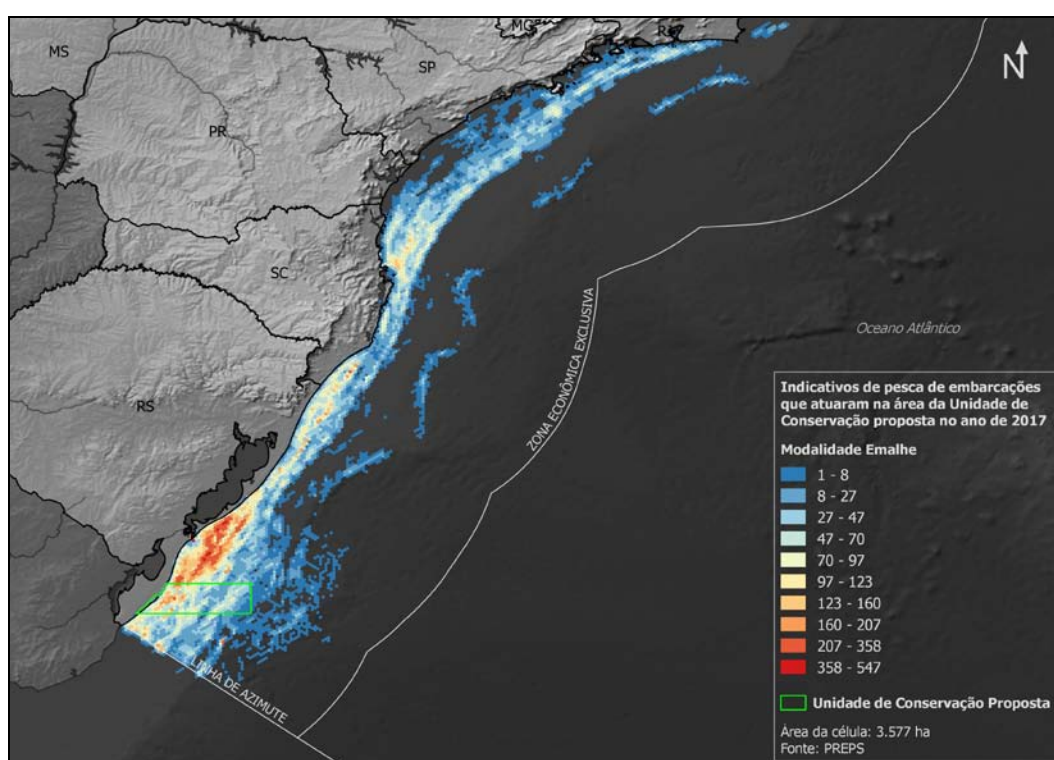 MG
RJ
MS
SP
N
PR
SC
ZONA ECONÔMICA EXCLUSIVA
Oceano Atlântico
RS
LINHA DE AZIMUTE
Indicativos de pesca de embarcações
que atuaram na área da Unidade de
Conservação proposta no ano de 2017
Modalidade Emalhe
1 - 8
8 - 27
27 - 47
47 - 70
70 - 97
97 - 123
123 - 160
160 - 207
207 - 358
358 - 547
Unidade de Conservação Proposta
Área da célula: 3.577 ha
Fonte: PREPS